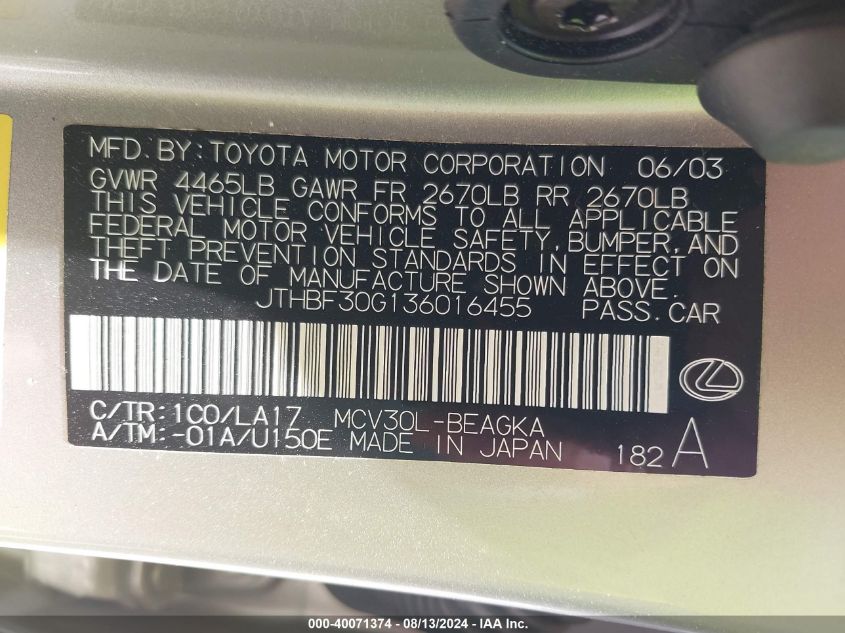 MFD. BY: TOYOTA MOTOR CORPORATION 06/03
GVWR 4465LB GAWR FR 2670LB RR 2670LB
THIS VEHICLE CONFORMS TO ALL APPLICABLE
FEDERAL MOTOR VEHICLE SAFETY, BUMPER, AND
THEFT PREVENTION STANDARDS IN EFFECT ON
THE DATE OF MANUFACTURE SHOWN ABOVE.
JTHBF30G136016455 PASS. CAR
C/TR: 1C0/LA17 MCV30L-BEAGKA
A/TM: -01A/U150E MADE IN JAPAN 182 A
000-40071374 - 08/13/2024 - IAA Inc.